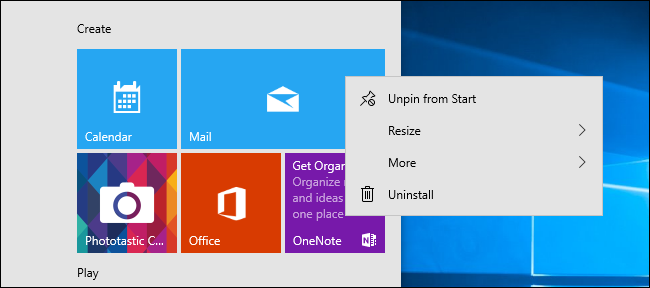 Create
Calendar
Mail
Unpin from Start
Resize
More
Uninstall
Phototastic C...
Office
Get Organ
Organize
and ideas
one place
OneNote
N
Play